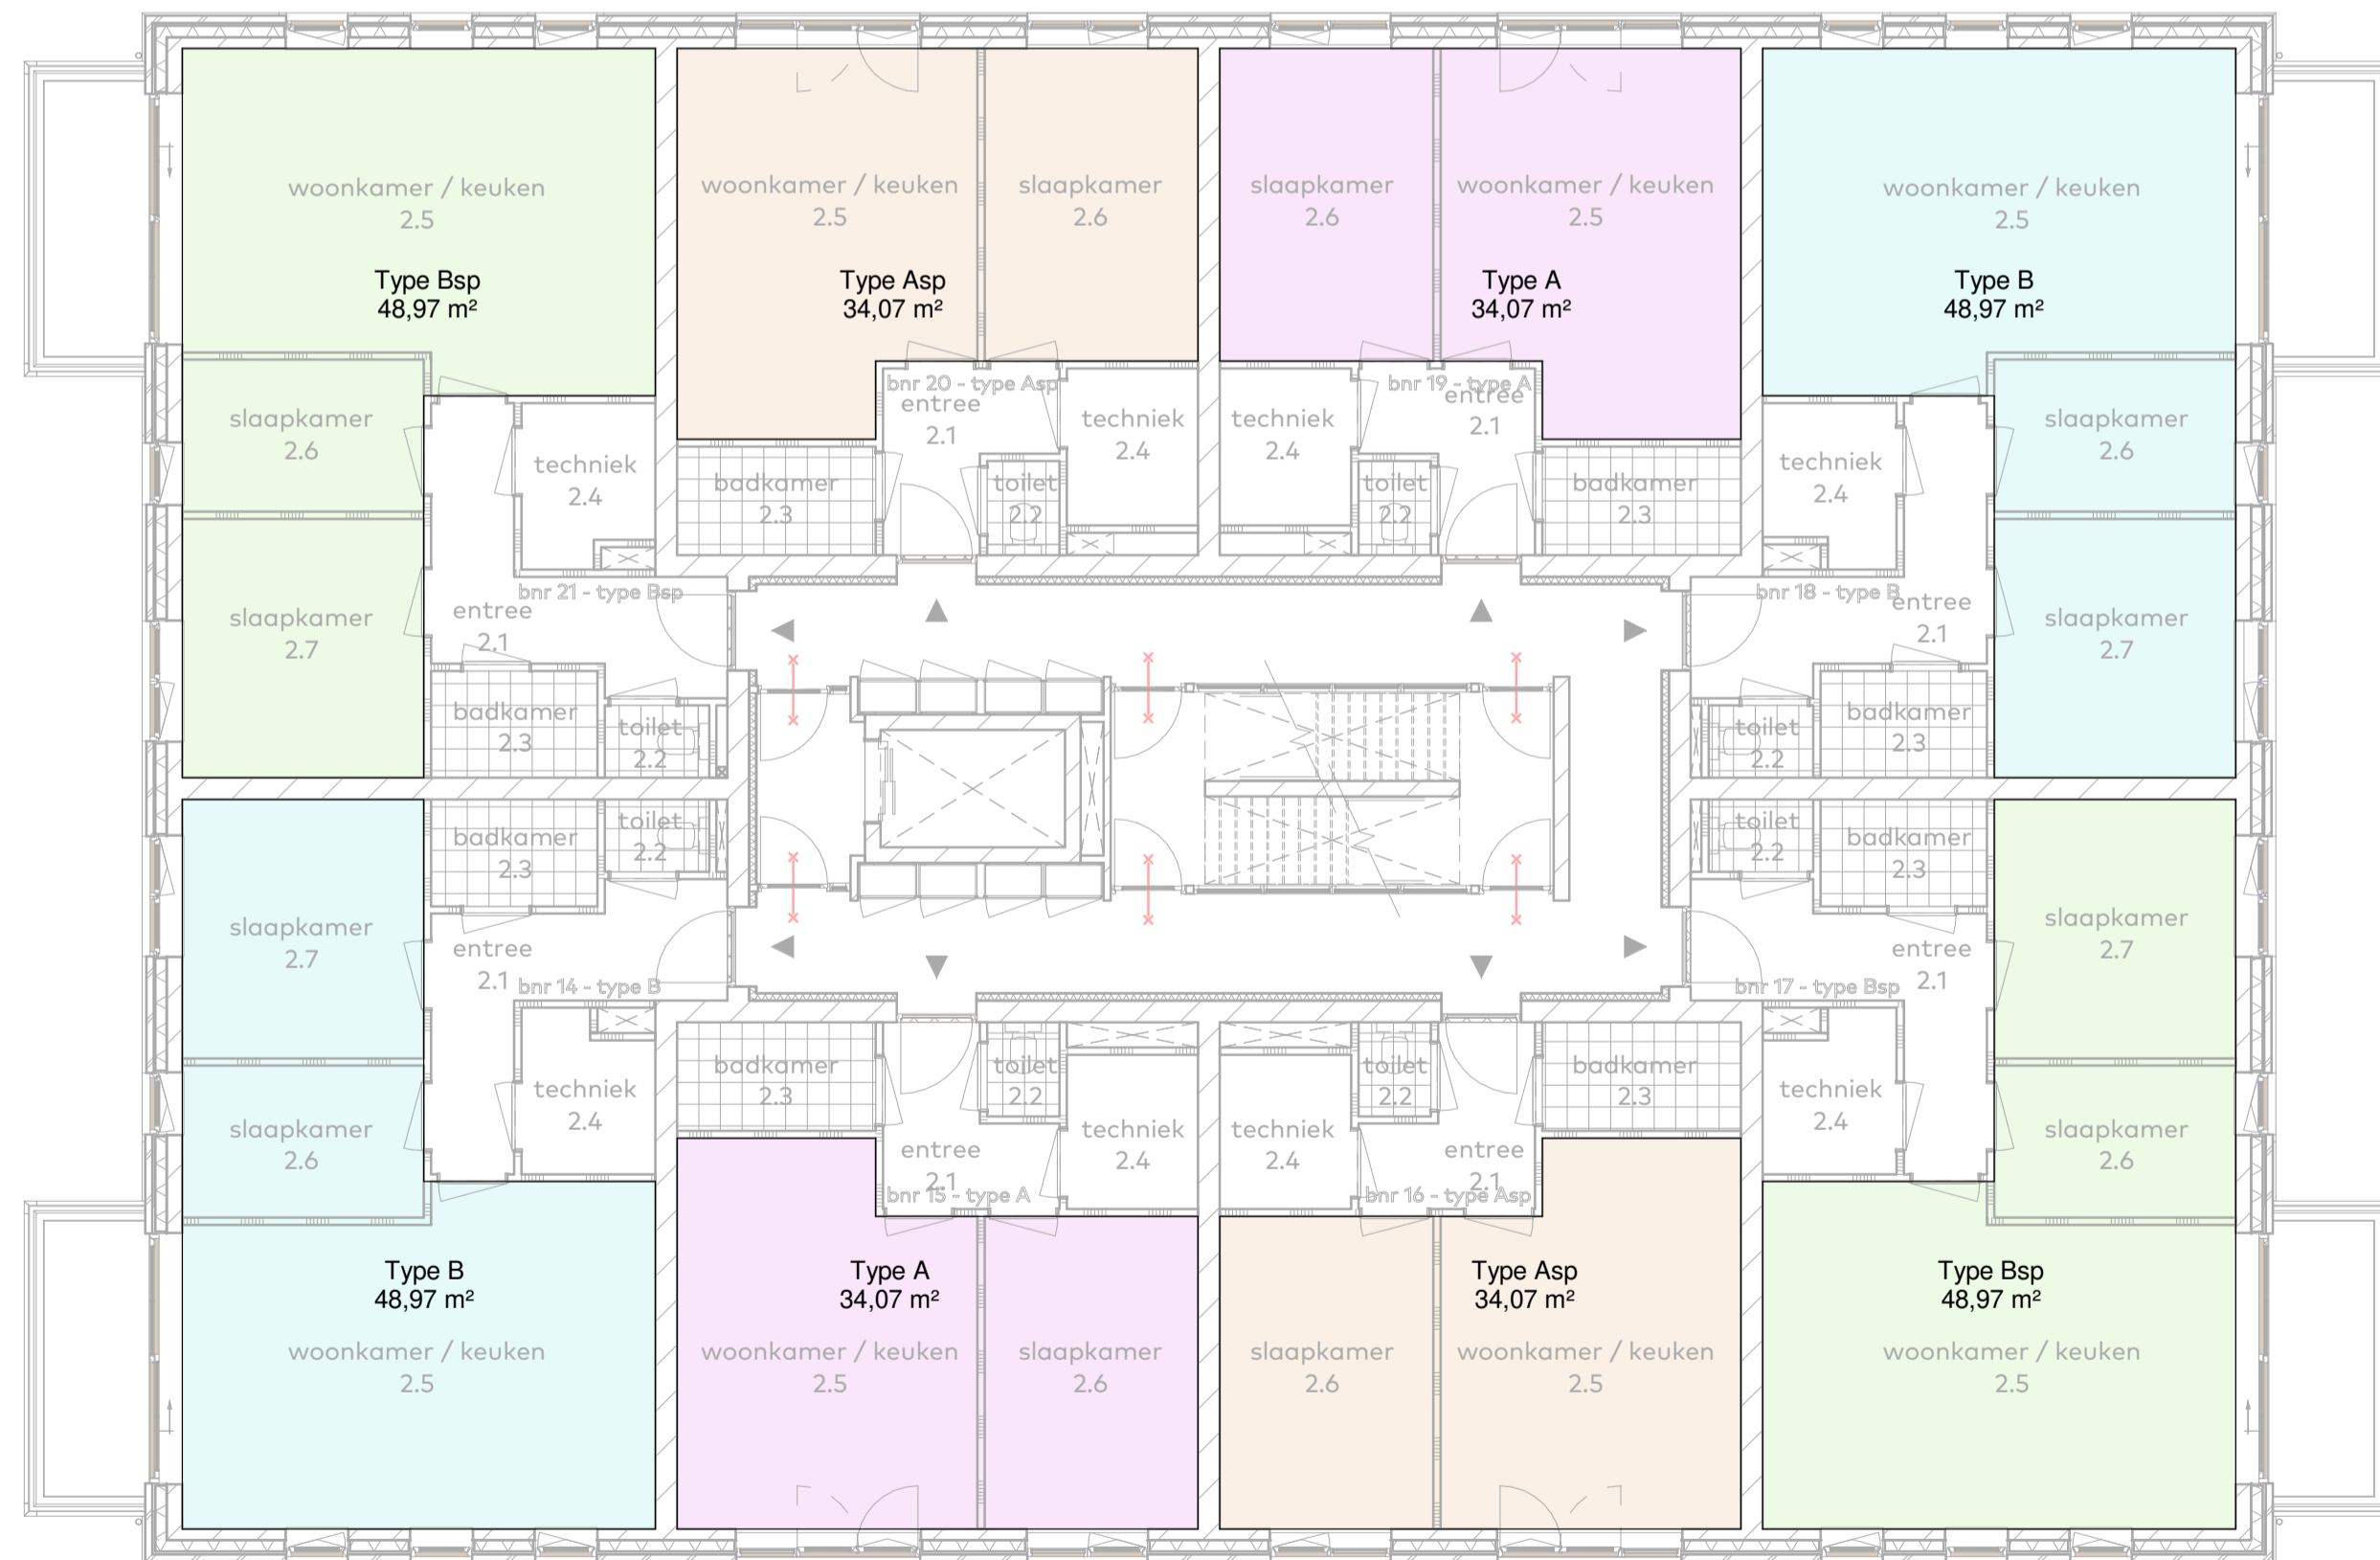 woonkamer / keuken
2.5
Type Bsp
48,97 m²
slaapkamer
2.6
slaapkamer
2.7
techniek
2.4
bnr 21 - type Bsp
entree
2.1
badkamer
2.3
toilet
2.2
woonkamer / keuken
2.5
slaapkamer
2.6
Type Asp
34,07 m²
bnr 20 - type Asp
entree
2.1
techniek
2.4
badkamer
2.3
toilet
2.2
slaapkamer
2.6
woonkamer / keuken
2.5
Type A
34,07 m²
bnr 19 - type A
entree
2.1
techniek
2.4
toilet
2.2
badkamer
2.3
woonkamer / keuken
2.5
Type B
48,97 m²
slaapkamer
2.6
techniek
2.4
bnr 18 - type B
entree
2.1
slaapkamer
2.7
toilet
2.2
badkamer
2.3
badkamer
2.3
toilet
2.2
slaapkamer
2.7
entree
2.1
bnr 14 - type B
techniek
2.4
slaapkamer
2.6
Type B
48,97 m²
woonkamer / keuken
2.5
badkamer
2.3
toilet
2.2
techniek
2.4
entree
2.1
bnr 15 - type A
Type A
34,07 m²
woonkamer / keuken
2.5
slaapkamer
2.6
toilet
2.2
badkamer
2.3
techniek
2.4
entree
2.1
bnr 16 - type Asp
Type Asp
34,07 m²
slaapkamer
2.6
woonkamer / keuken
2.5
toilet
2.2
badkamer
2.3
slaapkamer
2.7
entree
2.1
bnr 17 - type Bsp
techniek
2.4
slaapkamer
2.6
Type Bsp
48,97 m²
woonkamer / keuken
2.5